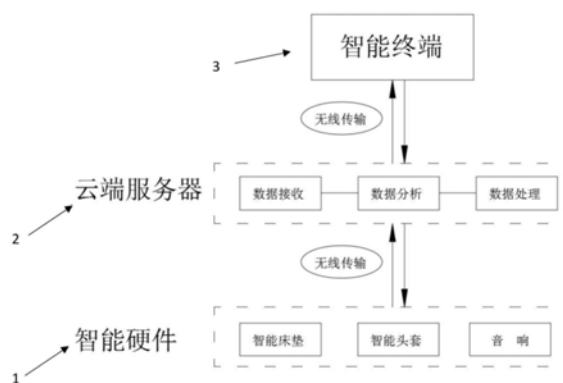 智能终端
3
无线传输
云端服务器
数据接收
数据分析
数据处理
2
无线传输
智能硬件
智能床垫
智能头套
音 响
1